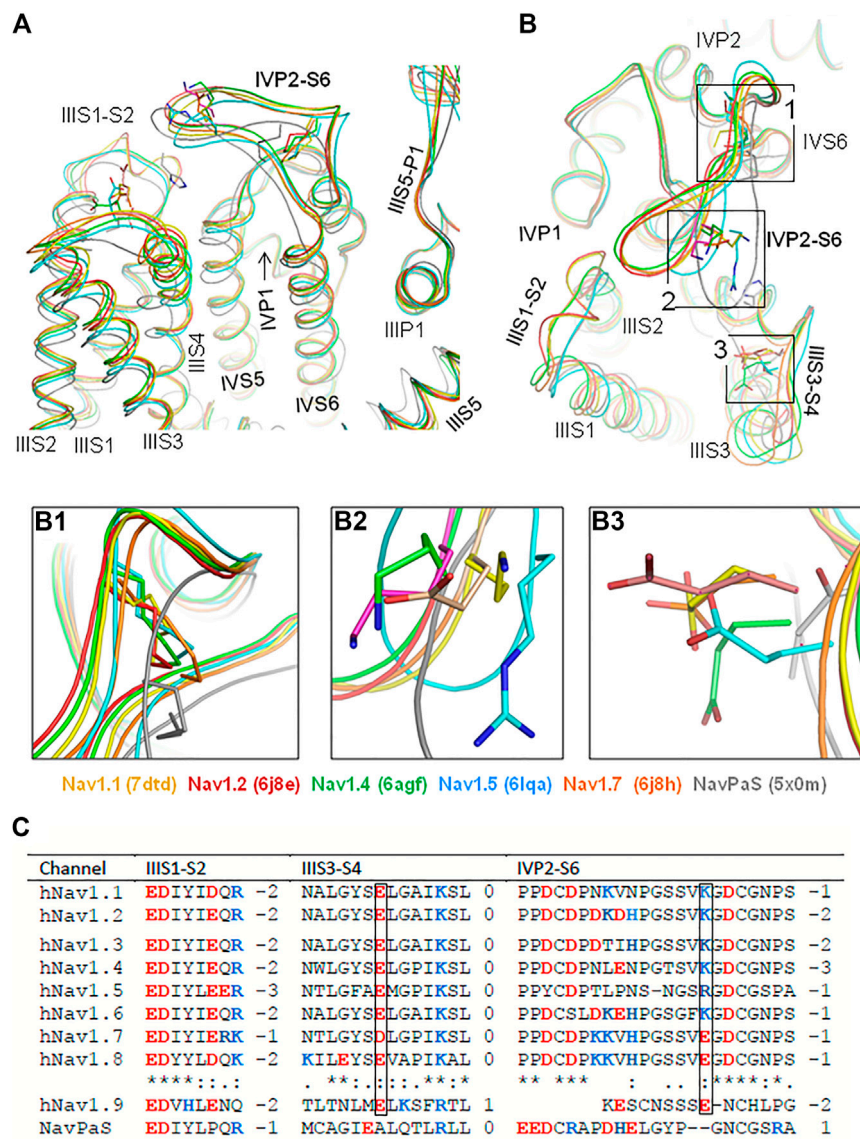 A
B
IVP2-S6
IIIS1-S2
IIIS4
IVP1
IVS5
IVS6
IIIS2
IIIS1
IIIS3
IIIS5-P1
IIIP1
IIIS5
IVP2
1
IVS6
IVP1
IVP2-S6
2
IIIS1-S2
IIIS2
3
IIIS3-S4
IIIS1
IIIS3
B1
B2
B3
Nav1.1 (7dtd) Nav1.2 (6j8e) Nav1.4 (6agf) Nav1.5 (6lqa) Nav1.7 (6j8h) NavPaS (5x0m)
C
Channel IIIS1-S2 IIIS3-S4 IVP2-S6
hNav1.1 EDIYIDQR -2 NALGYSELGAIKSL 0 PPDCDPNKVNPGSSVKGDCGNPS -1
hNav1.2 EDIYIEQR -2 NALGYSELGAIKSL 0 PPDCDPDKDHPGSSVKGDCGNPS -2
hNav1.3 EDIYIEQR -2 NALGYSELGAIKSL 0 PPDCDPDTIHPGSSVKGDCGNPS -2
hNav1.4 EDIYIEQR -2 NWLGYSELGPIKSL 0 PPDCDPNLENPGTSVKGDCGNPS -3
hNav1.5 EDIYLEER -3 NTLGFAEMGPIKSL 0 PPYCDPTLPNS-NGSRGDCGSPA -1
hNav1.6 EDIYIEQR -2 NALGYSELGAIKSL 0 PPDCSLDKEHPGSGFKGDCGNPS -1
hNav1.7 EDIYIERK -1 NTLGYSDLGPIKSL 0 PPDCDPKKVHPGSSVEGDCGNPS -1
hNav1.8 EDYYLDQK -2 KILEYSEVAPIKAL 0 PPDCDPKKVHPGSSVEGDCGNPS -1
****:: .: . **::*: . **:.* ** *** : . : ****:*.
hNav1.9 EDVHLENQ -2 TLTNLMELKSFRTL 1 KESCNSSSE-NCHLPG -2
NavPaS EDIYLPQR -1 MCAGIEALQTLRLL 0 EEDCRAPDHELGYP--GNCGSRA 1